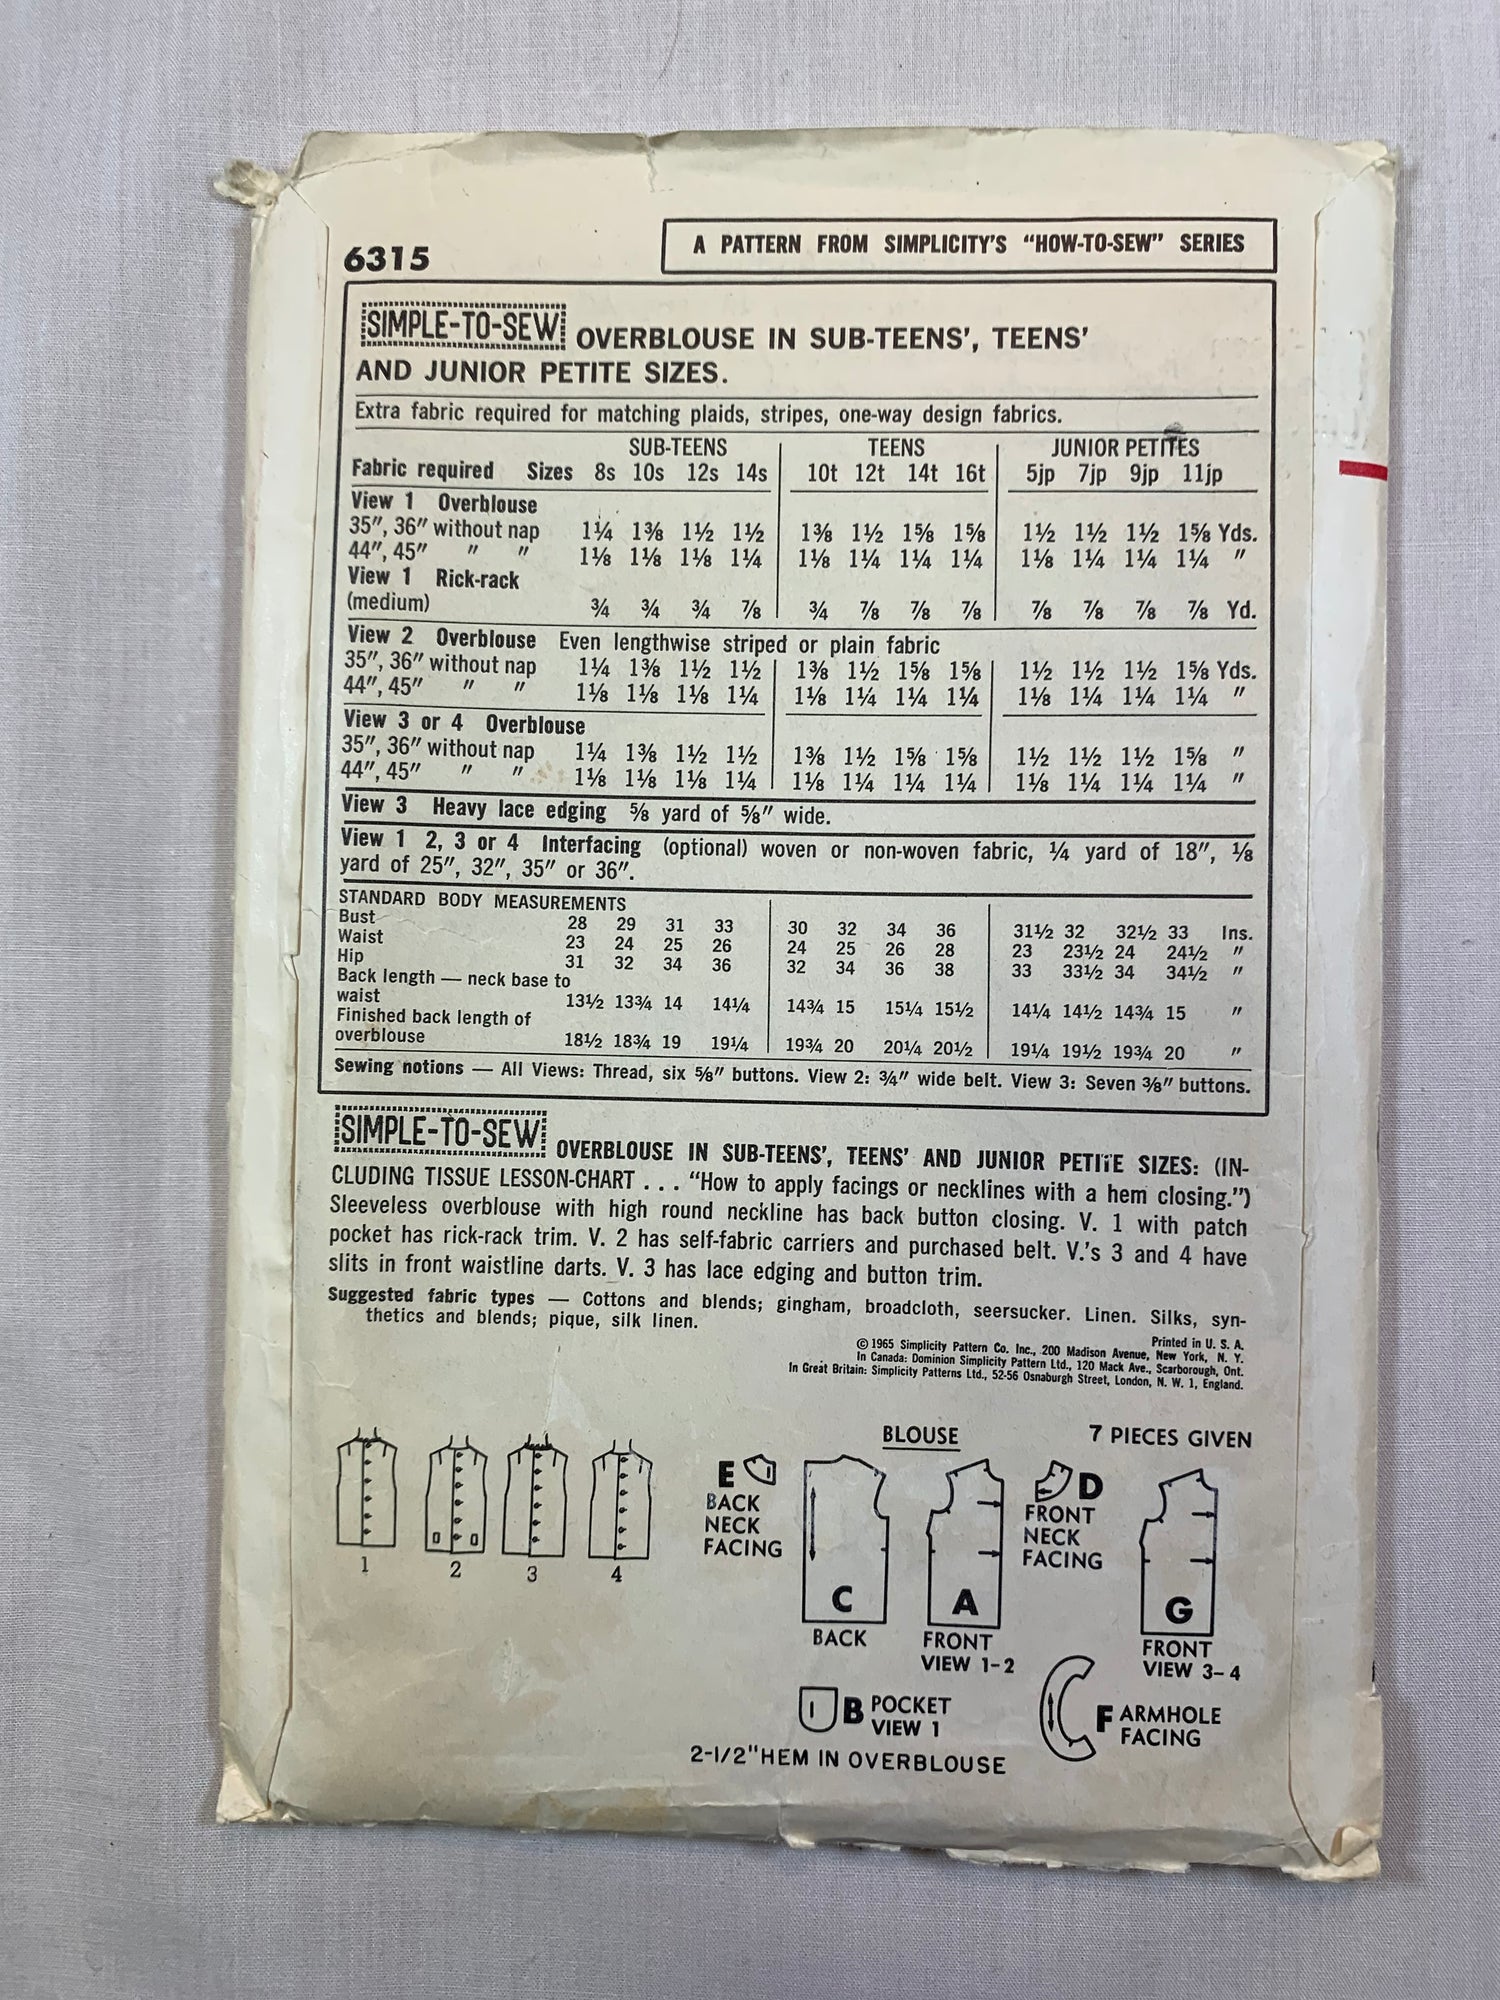 6315
A PATTERN FROM SIMPLICITY'S "HOW-TO-SEW" SERIES
SIMPLE-TO-SEW OVERBLOUSE IN SUB-TEENS', TEENS'
AND JUNIOR PETITE SIZES.
Extra fabric required for matching plaids, stripes, one-way design fabrics.
SUB-TEENS TEENS JUNIOR PETITES
Fabric required Sizes 8s 10s 12s 14s 10t 12t 14t 16t 5jp 7jp 9jp 11jp
View 1 Overblouse
35", 36" without nap 1¼ 1⅜ 1½ 1½ 1⅜ 1½ 1⅝ 1⅝ 1½ 1½ 1½ 1⅝ Yds.
44", 45" " " 1⅛ 1⅛ 1⅛ 1¼ 1⅛ 1¼ 1¼ 1¼ 1⅛ 1¼ 1¼ 1¼ "
View 1 Rick-rack
(medium) ¾ ¾ ¾ ⅞ ¾ ⅞ ⅞ ⅞ ⅞ ⅞ ⅞ ⅞ Yd.
View 2 Overblouse Even lengthwise striped or plain fabric
35", 36" without nap 1¼ 1⅜ 1½ 1½ 1⅜ 1½ 1⅝ 1⅝ 1½ 1½ 1½ 1⅝ Yds.
44", 45" " " 1⅛ 1⅛ 1⅛ 1¼ 1⅛ 1¼ 1¼ 1¼ 1⅛ 1¼ 1¼ 1¼ "
View 3 or 4 Overblouse
35", 36" without nap 1¼ 1⅜ 1½ 1½ 1⅜ 1½ 1⅝ 1⅝ 1½ 1½ 1½ 1⅝ "
44", 45" " " 1⅛ 1⅛ 1⅛ 1¼ 1⅛ 1¼ 1¼ 1¼ 1⅛ 1¼ 1¼ 1¼ "
View 3 Heavy lace edging ⅝ yard of ⅝" wide.
View 1 2, 3 or 4 Interfacing (optional) woven or non-woven fabric, ¼ yard of 18", ⅛
yard of 25", 32", 35" or 36".
STANDARD BODY MEASUREMENTS
Bust 28 29 31 33 30 32 34 36 31½ 32 32½ 33 Ins.
Waist 23 24 25 26 24 25 26 28 23 23½ 24 24½ "
Hip 31 32 34 36 32 34 36 38 33 33½ 34 34½ "
Back length — neck base to
waist 13½ 13¾ 14 14¼ 14¾ 15 15¼ 15½ 14¼ 14½ 14¾ 15 "
Finished back length of
overblouse 18½ 18¾ 19 19¼ 19¾ 20 20¼ 20½ 19¼ 19½ 19¾ 20 "
Sewing notions — All Views: Thread, six ⅝" buttons. View 2: ¾" wide belt. View 3: Seven ⅜" buttons.
SIMPLE-TO-SEW OVERBLOUSE IN SUB-TEENS', TEENS' AND JUNIOR PETITE SIZES: (IN-
CLUDING TISSUE LESSON-CHART . . . "How to apply facings or necklines with a hem closing.")
Sleeveless overblouse with high round neckline has back button closing. V. 1 with patch
pocket has rick-rack trim. V. 2 has self-fabric carriers and purchased belt. V.'s 3 and 4 have
slits in front waistline darts. V. 3 has lace edging and button trim.
Suggested fabric types — Cottons and blends; gingham, broadcloth, seersucker. Linen. Silks, syn-
thetics and blends; pique, silk linen.
Printed in U. S. A.
© 1965 Simplicity Pattern Co. Inc., 200 Madison Avenue, New York, N. Y.
In Canada: Dominion Simplicity Pattern Ltd., 120 Mack Ave., Scarborough, Ont.
In Great Britain: Simplicity Patterns Ltd., 52-56 Osnaburgh Street, London, N. W. 1, England.
BLOUSE 7 PIECES GIVEN
1 2 3 4
E
BACK
NECK
FACING
C
BACK
A
FRONT
VIEW 1-2
D
FRONT
NECK
FACING
G
FRONT
VIEW 3-4
B POCKET
VIEW 1
F ARMHOLE
FACING
2-1/2" HEM IN OVERBLOUSE